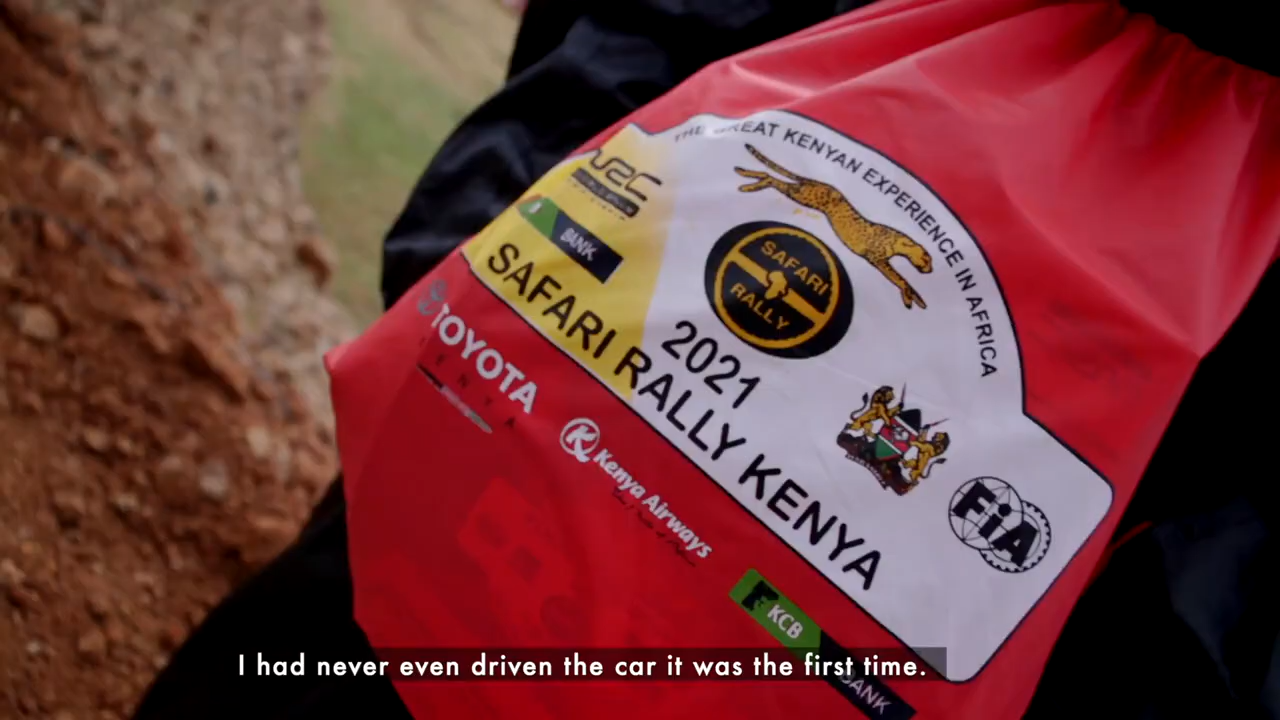 THE GREAT KENYAN EXPERIENCE IN AFRICA
WRC
BANK
SAFARI
RALLY
2021
SAFARI RALLY KENYA
TOYOTA
KENYA
Kenya Airways
FiA
KCB
BANK
I had never even driven the car it was the first time.